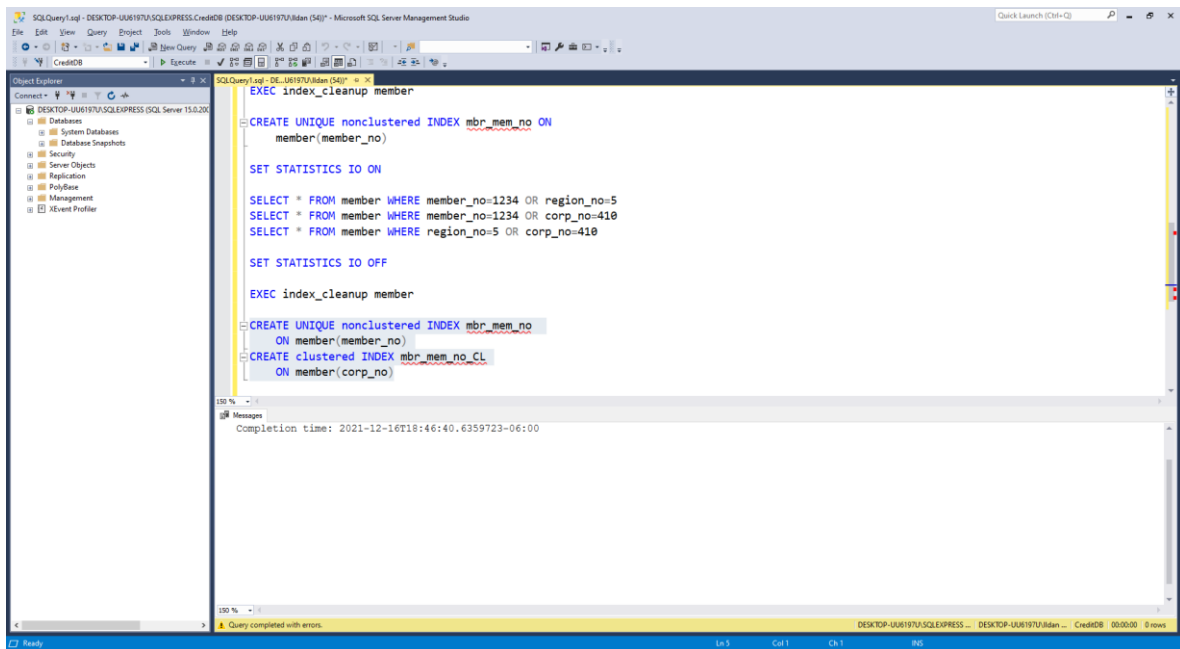 SQLQuery1.sql - DESKTOP-UU6197U\SQLEXPRESS.CreditDB (DESKTOP-UU6197U\Ildan (54))* - Microsoft SQL Server Management Studio
Quick Launch (Ctrl+Q)
File Edit View Query Project Tools Window Help
New Query
CreditDB
Execute
Object Explorer
SQLQuery1.sql - DE...U6197U\Ildan (54))*
Connect
DESKTOP-UU6197U\SQLEXPRESS (SQL Server 15.0.200
Databases
System Databases
Database Snapshots
Security
Server Objects
Replication
PolyBase
Management
XEvent Profiler
EXEC index_cleanup member
CREATE UNIQUE nonclustered INDEX mbr_mem_no ON
member(member_no)
SET STATISTICS IO ON
SELECT * FROM member WHERE member_no=1234 OR region_no=5
SELECT * FROM member WHERE member_no=1234 OR corp_no=410
SELECT * FROM member WHERE region_no=5 OR corp_no=410
SET STATISTICS IO OFF
EXEC index_cleanup member
CREATE UNIQUE nonclustered INDEX mbr_mem_no
ON member(member_no)
CREATE clustered INDEX mbr_mem_no_CL
ON member(corp_no)
150 %
Messages
Completion time: 2021-12-16T18:46:40.6359723-06:00
150 %
Query completed with errors.
DESKTOP-UU6197U\SQLEXPRESS ... DESKTOP-UU6197U\Ildan ... CreditDB 00:00:00 0 rows
Ready
Ln 5 Col 1 Ch 1 INS